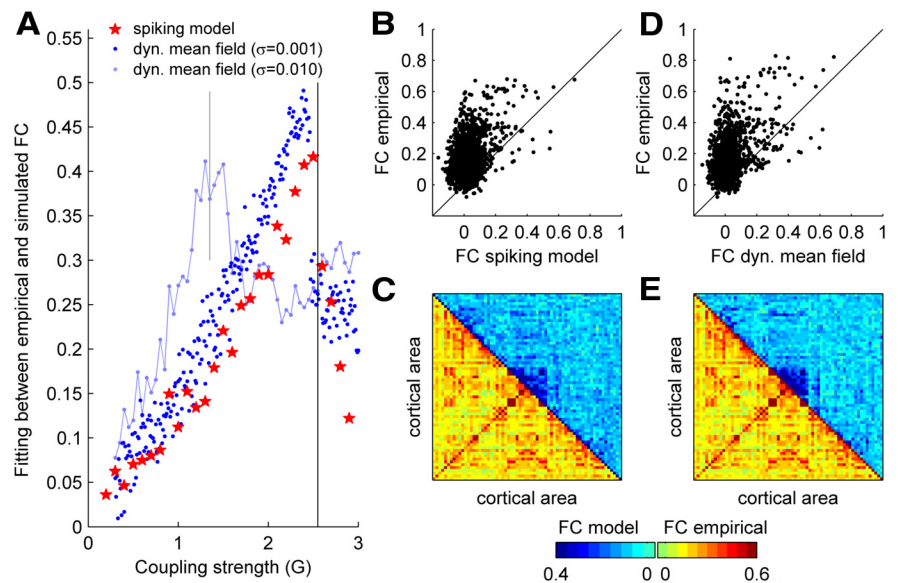 A
spiking model
dyn. mean field (σ=0.001)
dyn. mean field (σ=0.010)
Fitting between empirical and simulated FC
0.55
0.5
0.45
0.4
0.35
0.3
0.25
0.2
0.15
0.1
0.05
0
0 1 2 3
Coupling strength (G)
B
FC empirical
1
0.8
0.6
0.4
0.2
0
0 0.2 0.4 0.6 0.8 1
FC spiking model
D
FC empirical
1
0.8
0.6
0.4
0.2
0
0 0.2 0.4 0.6 0.8 1
FC dyn. mean field
C
cortical area
cortical area
E
cortical area
cortical area
FC model FC empirical
0.4 0 0 0.6